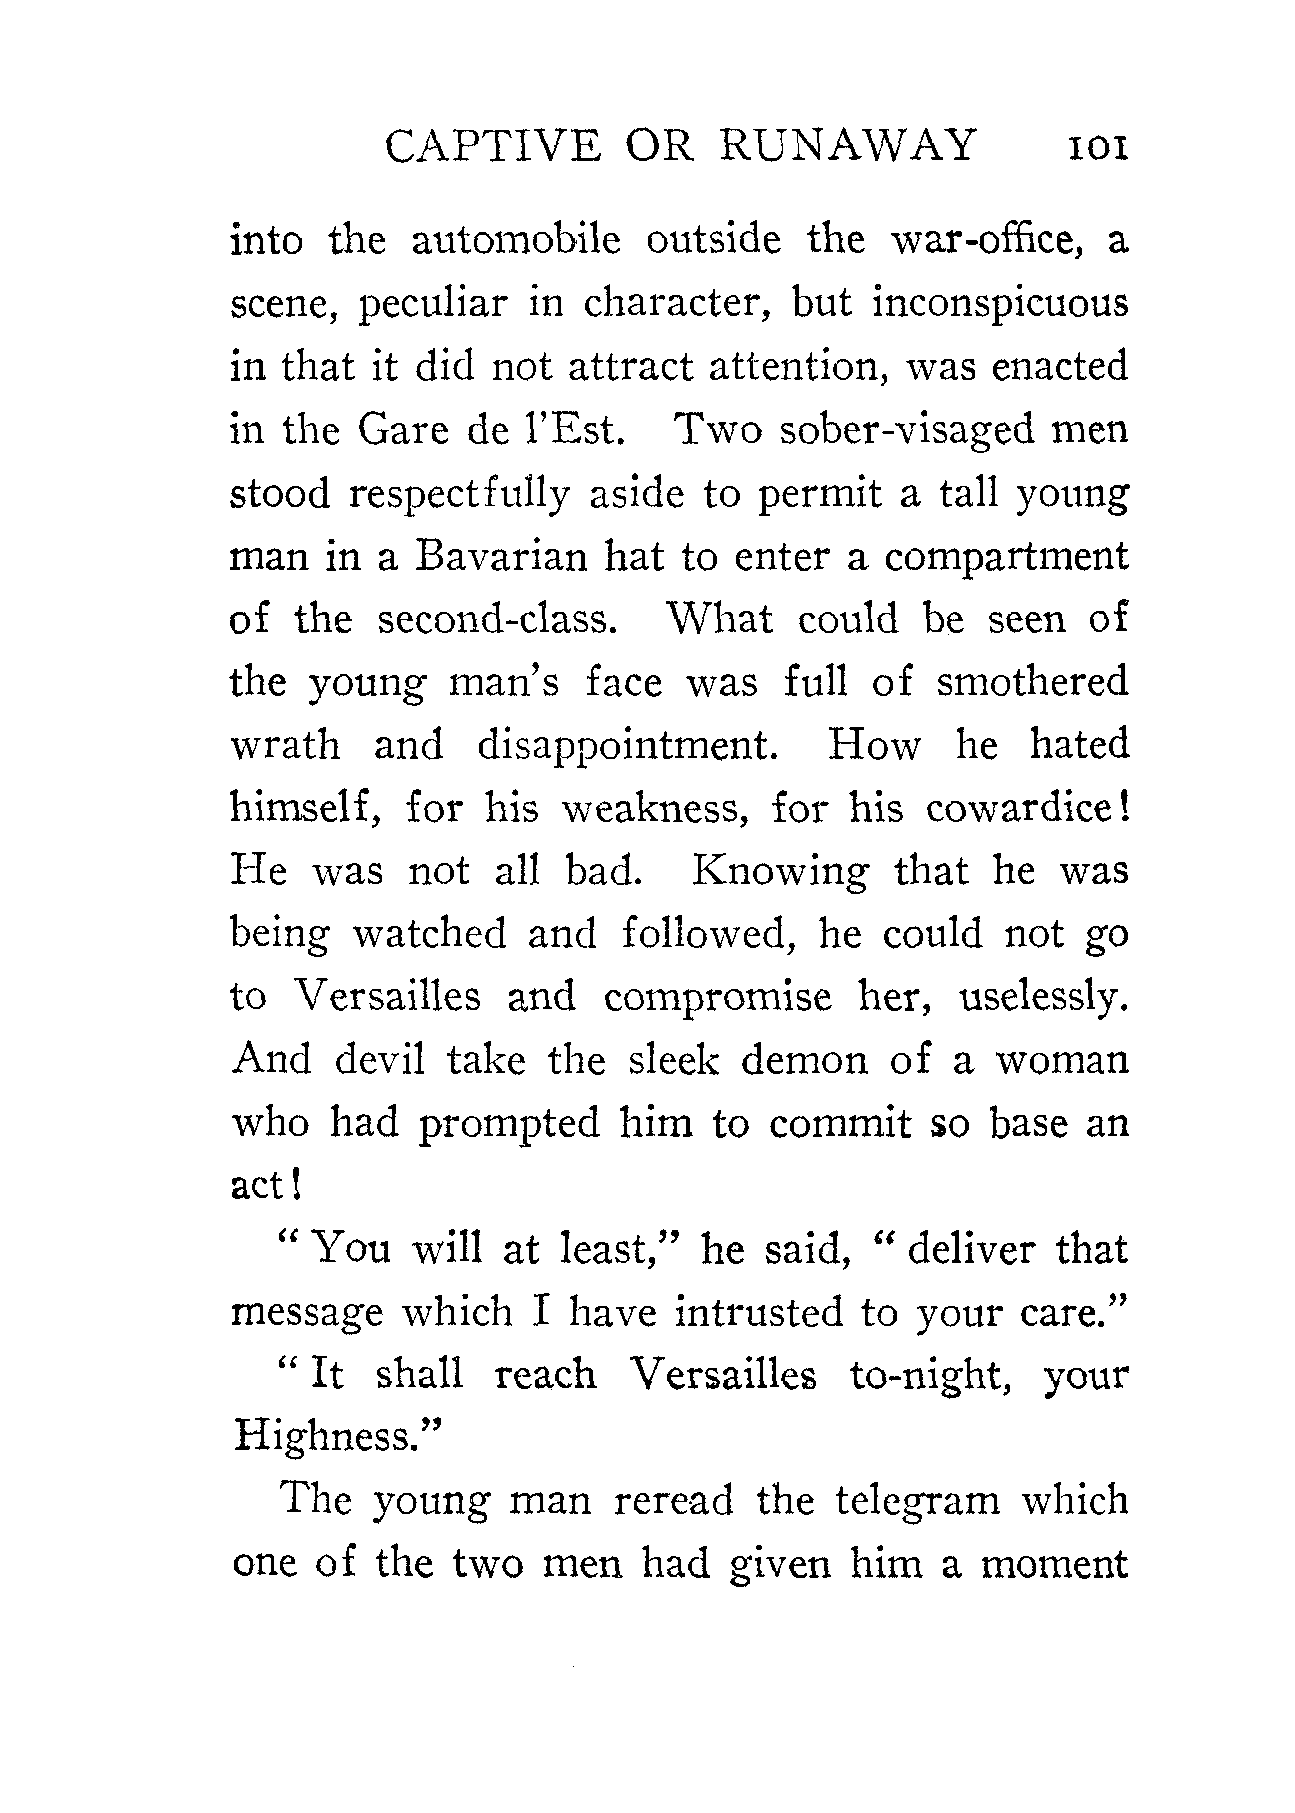 CAPTIVE OR RUNAWAY 101
into the automobile outside the war-office, a
scene, peculiar in character, but inconspicuous
in that it did not attract attention, was enacted
in the Gare de l'Est. Two sober-visaged men
stood respectfully aside to permit a tall young
man in a Bavarian hat to enter a compartment
of the second-class. What could be seen of
the young man's face was full of smothered
wrath and disappointment. How he hated
himself, for his weakness, for his cowardice!
He was not all bad. Knowing that he was
being watched and followed, he could not go
to Versailles and compromise her, uselessly.
And devil take the sleek demon of a woman
who had prompted him to commit so base an
act!
"You will at least," he said, "deliver that
message which I have intrusted to your care."
"It shall reach Versailles to-night, your
Highness."
The young man reread the telegram which
one of the two men had given him a moment